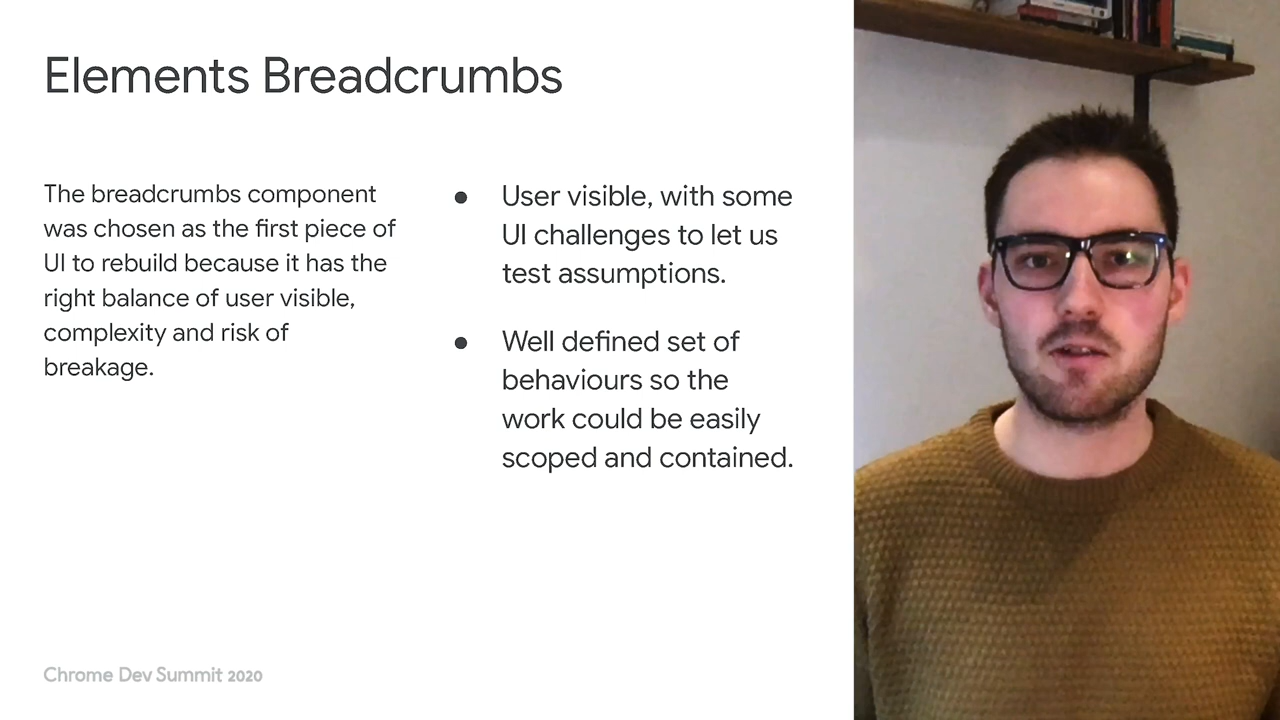 Elements Breadcrumbs
The breadcrumbs component
was chosen as the first piece of
UI to rebuild because it has the
right balance of user visible,
complexity and risk of
breakage.
● User visible, with some
UI challenges to let us
test assumptions.
● Well defined set of
behaviours so the
work could be easily
scoped and contained.
Chrome Dev Summit 2020